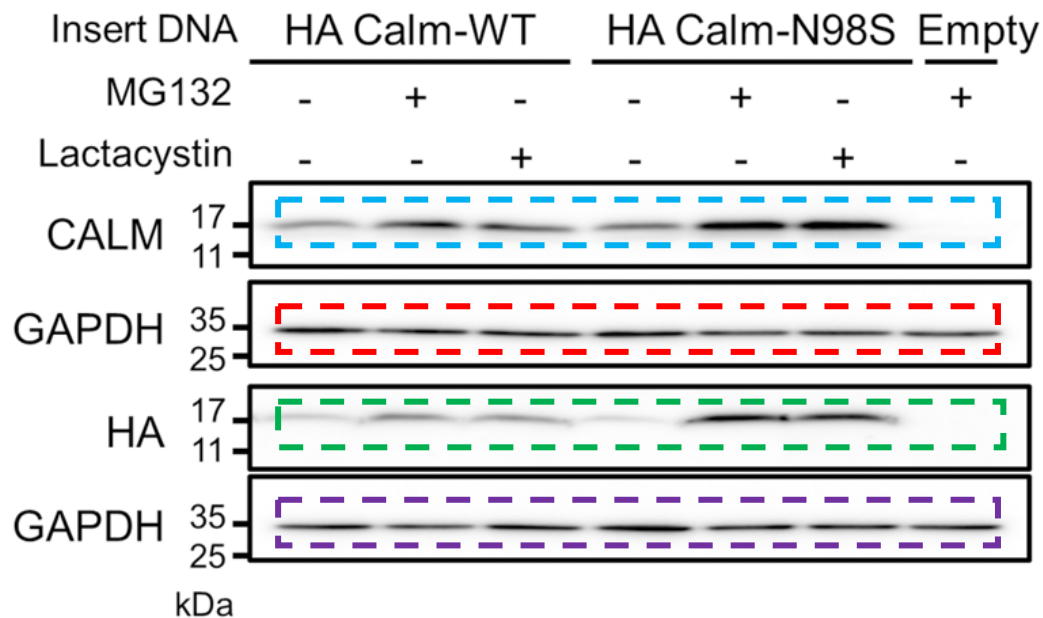 Insert DNA HA Calm-WT HA Calm-N98S Empty
MG132 - + - - + - +
Lactacystin - - + - - + -
CALM 17
11
GAPDH 35
25
HA 17
11
GAPDH 35
25
kDa